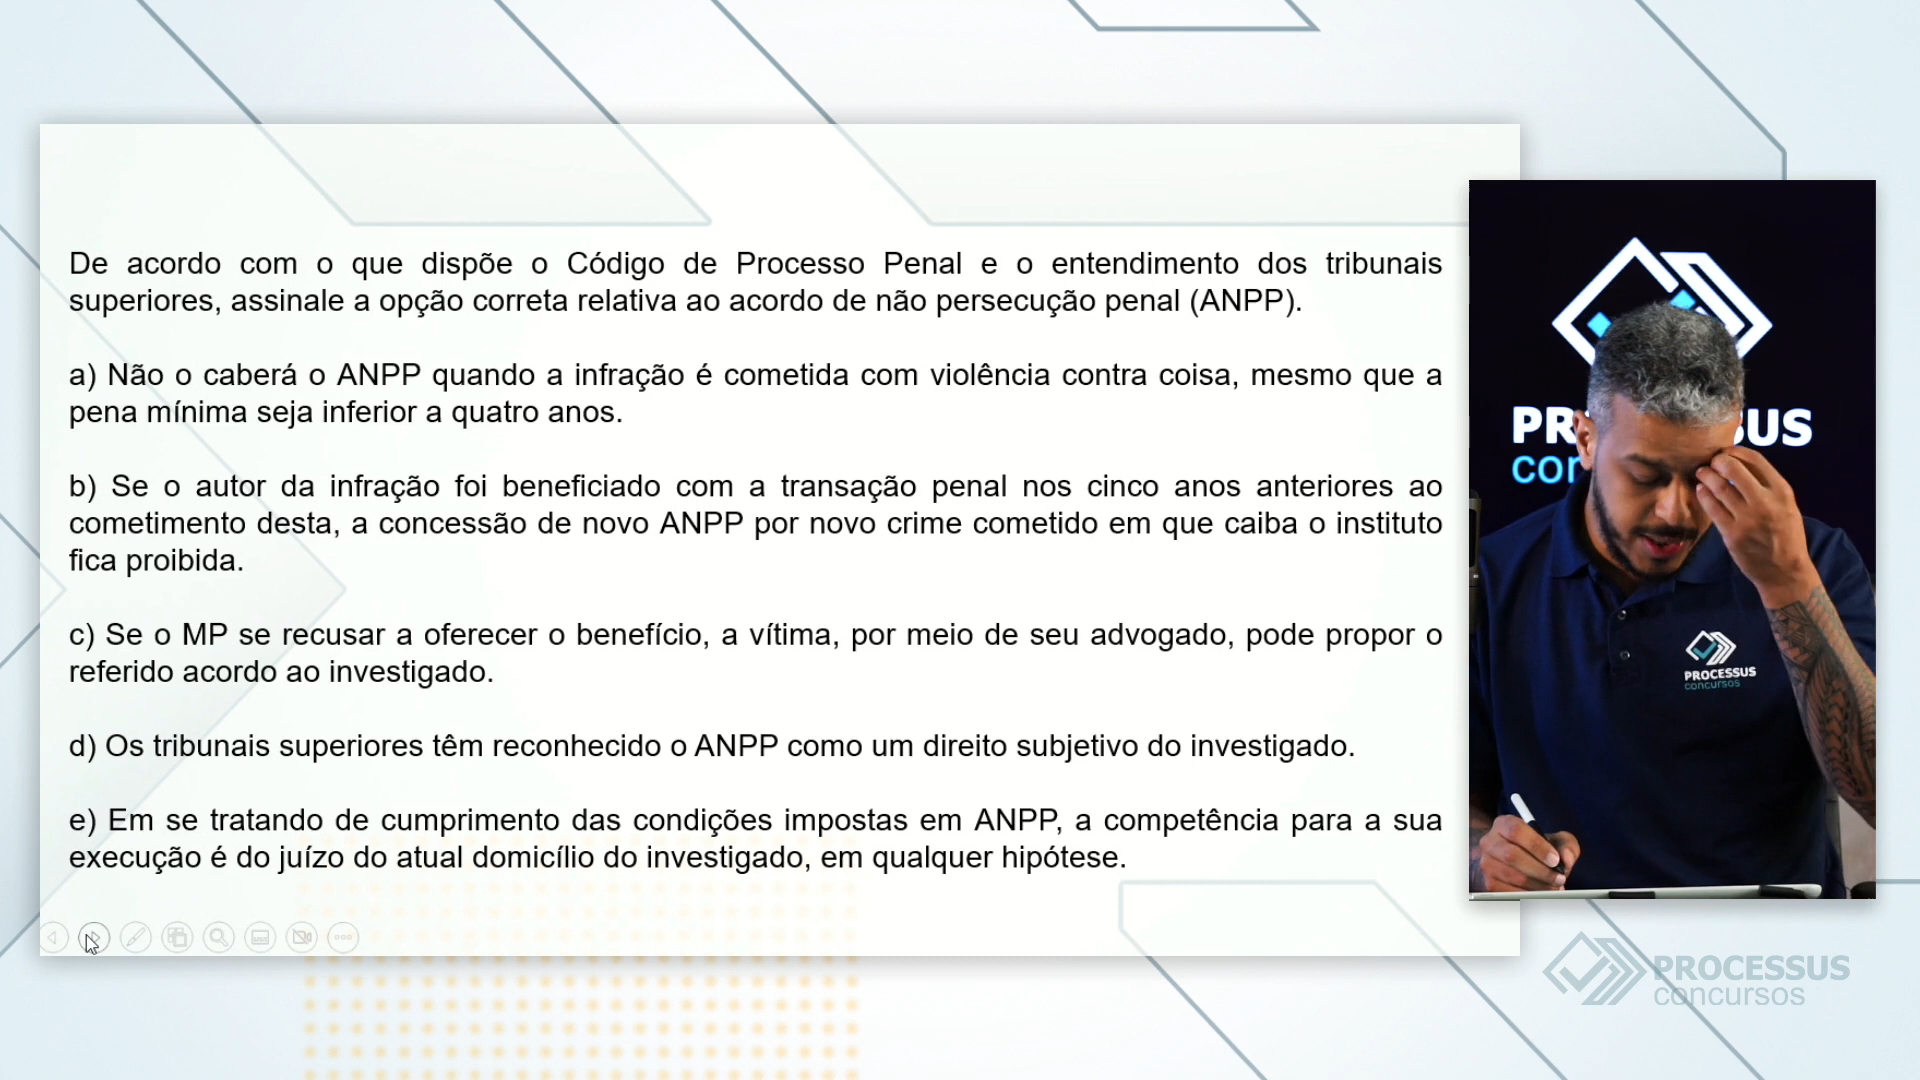 De acordo com o que dispõe o Código de Processo Penal e o entendimento dos tribunais
superiores, assinale a opção correta relativa ao acordo de não persecução penal (ANPP).
a) Não o caberá o ANPP quando a infração é cometida com violência contra coisa, mesmo que a
pena mínima seja inferior a quatro anos.
b) Se o autor da infração foi beneficiado com a transação penal nos cinco anos anteriores ao
cometimento desta, a concessão de novo ANPP por novo crime cometido em que caiba o instituto
fica proibida.
c) Se o MP se recusar a oferecer o benefício, a vítima, por meio de seu advogado, pode propor o
referido acordo ao investigado.
d) Os tribunais superiores têm reconhecido o ANPP como um direito subjetivo do investigado.
e) Em se tratando de cumprimento das condições impostas em ANPP, a competência para a sua
execução é do juízo do atual domicílio do investigado, em qualquer hipótese.
PR SUS
con
PROCESSUS
concursos
PROCESSUS
concursos